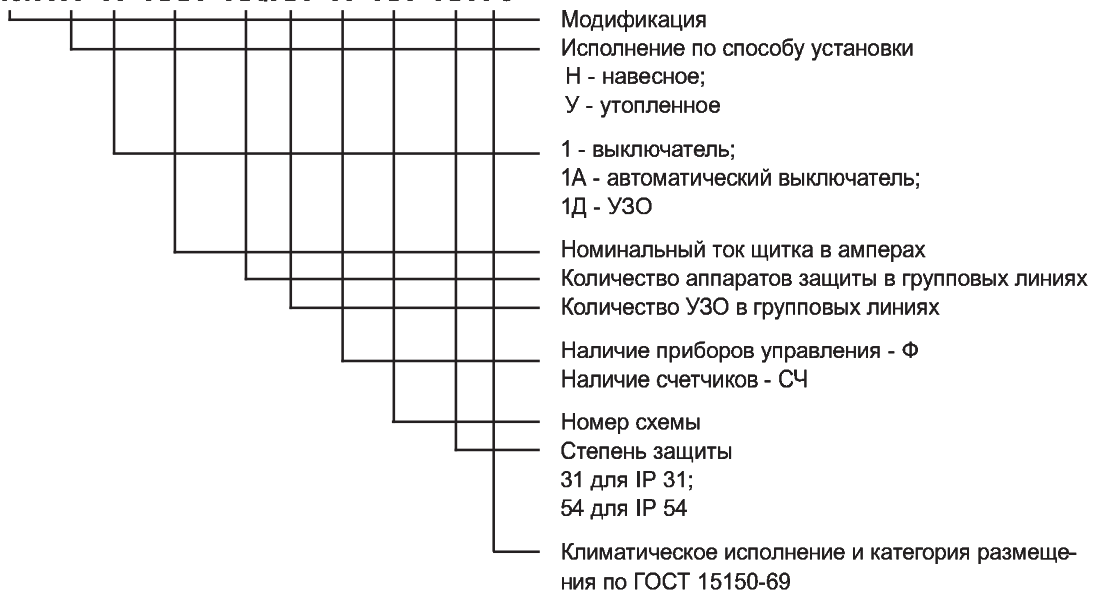 Модификация
Исполнение по способу установки
Н - навесное;
У - утопленное
1 - выключатель;
1А - автоматический выключатель;
1Д - УЗО
Номинальный ток щитка в амперах
Количество аппаратов защиты в групповых линиях
Количество УЗО в групповых линиях
Наличие приборов управления - Ф
Наличие счетчиков - СЧ
Номер схемы
Степень защиты
31 для IP 31;
54 для IP 54
Климатическое исполнение и категория размеще-
ния по ГОСТ 15150-69